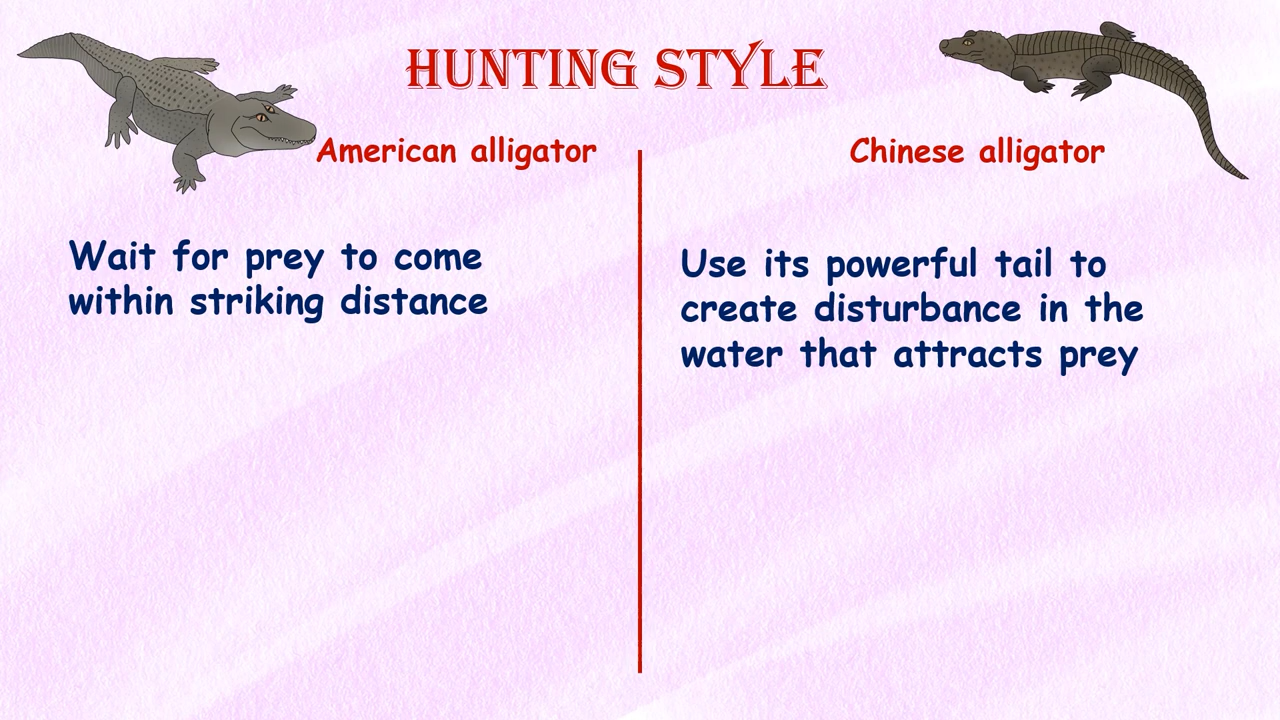 HUNTING STYLE
American alligator
Wait for prey to come
within striking distance
Chinese alligator
Use its powerful tail to
create disturbance in the
water that attracts prey